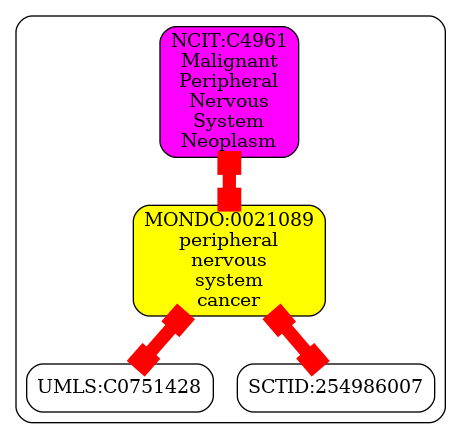 NCIT:C4961
Malignant
Peripheral
Nervous
System
Neoplasm
MONDO:0021089
peripheral
nervous
system
cancer
UMLS:C0751428
SCTID:254986007